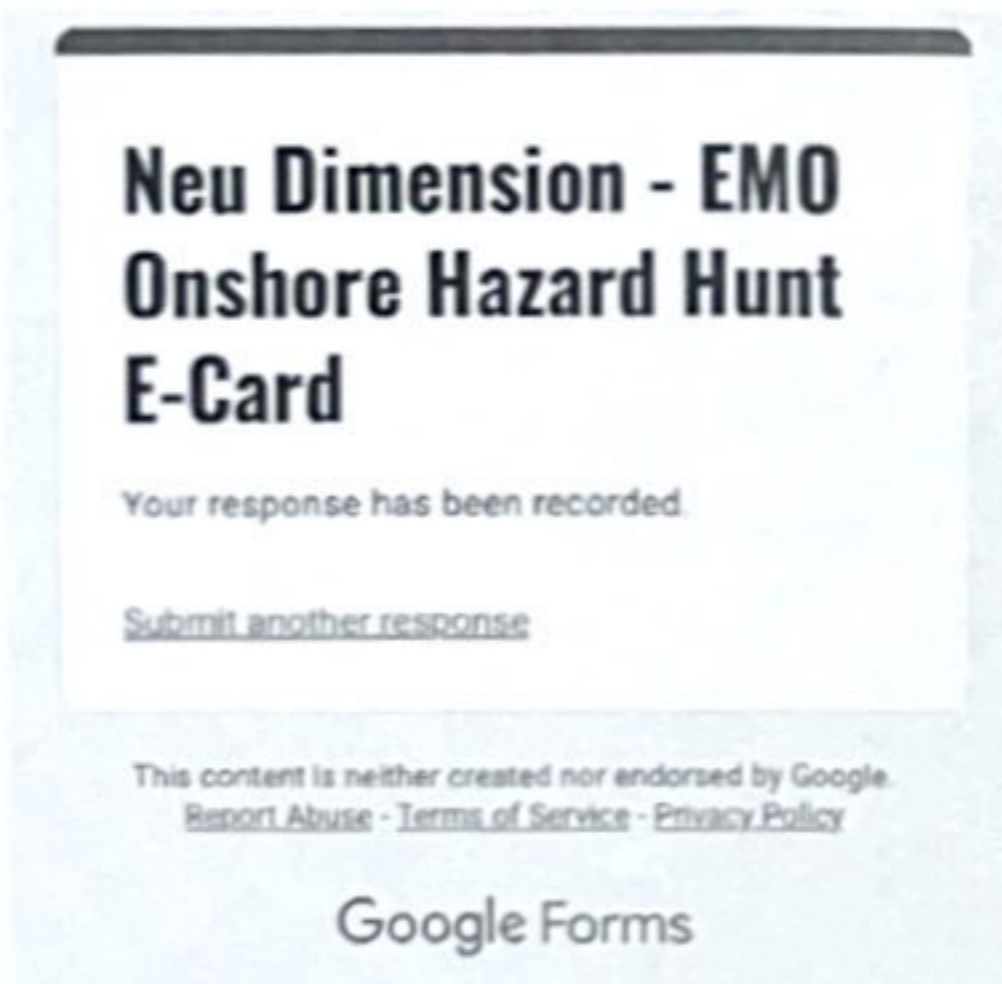 Neu Dimension - EMO
Onshore Hazard Hunt
E-Card
Your response has been recorded.
Submit another response
This content is neither created nor endorsed by Google.
Report Abuse - Terms of Service - Privacy Policy
Google Forms